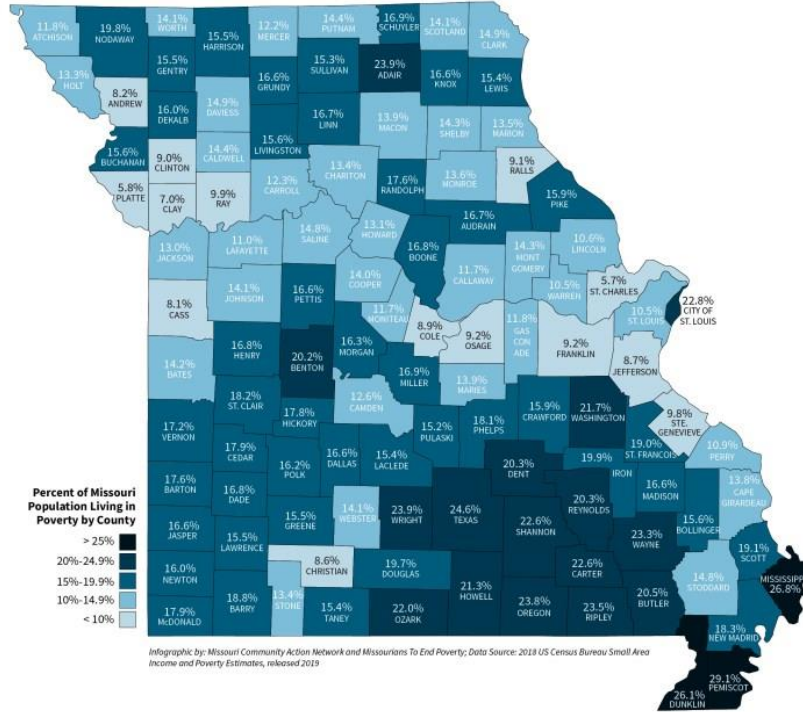 11.8%
ATCHISON
19.8%
NODAWAY
14.1%
WORTH
15.5%
HARRISON
12.2%
MERCER
14.4%
PUTNAM
16.9%
SCHUYLER
14.1%
SCOTLAND
14.9%
CLARK
13.3%
HOLT
15.5%
GENTRY
16.6%
GRUNDY
15.3%
SULLIVAN
23.9%
ADAIR
16.6%
KNOX
15.4%
LEWIS
8.2%
ANDREW
16.0%
DEKALB
14.9%
DAVIESS
16.7%
LINN
13.9%
MACON
14.3%
SHELBY
13.5%
MARION
15.6%
BUCHANAN
9.0%
CLINTON
14.4%
CALDWELL
15.6%
LIVINGSTON
13.4%
CHARITON
17.6%
RANDOLPH
13.6%
MONROE
9.1%
RALLS
5.8%
PLATTE
7.0%
CLAY
9.9%
RAY
12.3%
CARROLL
15.9%
PIKE
16.7%
AUDRAIN
13.0%
JACKSON
11.0%
LAFAYETTE
14.8%
SALINE
13.1%
HOWARD
16.8%
BOONE
11.7%
CALLAWAY
14.3%
MONT
GOMERY
10.6%
LINCOLN
8.1%
CASS
14.1%
JOHNSON
16.6%
PETTIS
14.0%
COOPER
11.7%
MONITEAU
8.9%
COLE
9.2%
OSAGE
11.8%
GAS
CON
ADE
10.5%
WARREN
5.7%
ST. CHARLES
10.5%
ST. LOUIS
22.8%
CITY OF
ST. LOUIS
14.2%
BATES
16.8%
HENRY
20.2%
BENTON
16.3%
MORGAN
16.9%
MILLER
13.9%
MARIES
9.2%
FRANKLIN
8.7%
JEFFERSON
18.2%
ST. CLAIR
17.8%
HICKORY
12.6%
CAMDEN
15.2%
PULASKI
18.1%
PHELPS
15.9%
CRAWFORD
21.7%
WASHINGTON
9.8%
STE.
GENEVIEVE
17.2%
VERNON
17.9%
CEDAR
16.2%
POLK
16.6%
DALLAS
15.4%
LACLEDE
20.3%
DENT
19.9%
IRON
19.0%
ST. FRANCOIS
10.9%
PERRY
17.6%
BARTON
16.8%
DADE
15.5%
GREENE
14.1%
WEBSTER
23.9%
WRIGHT
24.6%
TEXAS
22.6%
SHANNON
20.3%
REYNOLDS
16.6%
MADISON
13.8%
CAPE
GIRARDEAU
16.6%
JASPER
15.5%
LAWRENCE
8.6%
CHRISTIAN
19.7%
DOUGLAS
23.3%
WAYNE
15.6%
BOLLINGER
19.1%
SCOTT
16.0%
NEWTON
18.8%
BARRY
13.4%
STONE
15.4%
TANEY
22.0%
OZARK
21.3%
HOWELL
23.8%
OREGON
22.6%
CARTER
23.5%
RIPLEY
20.5%
BUTLER
14.8%
STODDARD
MISSISSIPPI
26.8%
17.9%
McDONALD
18.3%
NEW MADRID
29.1%
PEMISCOT
26.1%
DUNKLIN
Percent of Missouri
Population Living in
Poverty by County
> 25%
20%-24.9%
15%-19.9%
10%-14.9%
< 10%
Infographic by: Missouri Community Action Network and Missourians To End Poverty; Data Source: 2018 US Census Bureau Small Area
Income and Poverty Estimates, released 2019